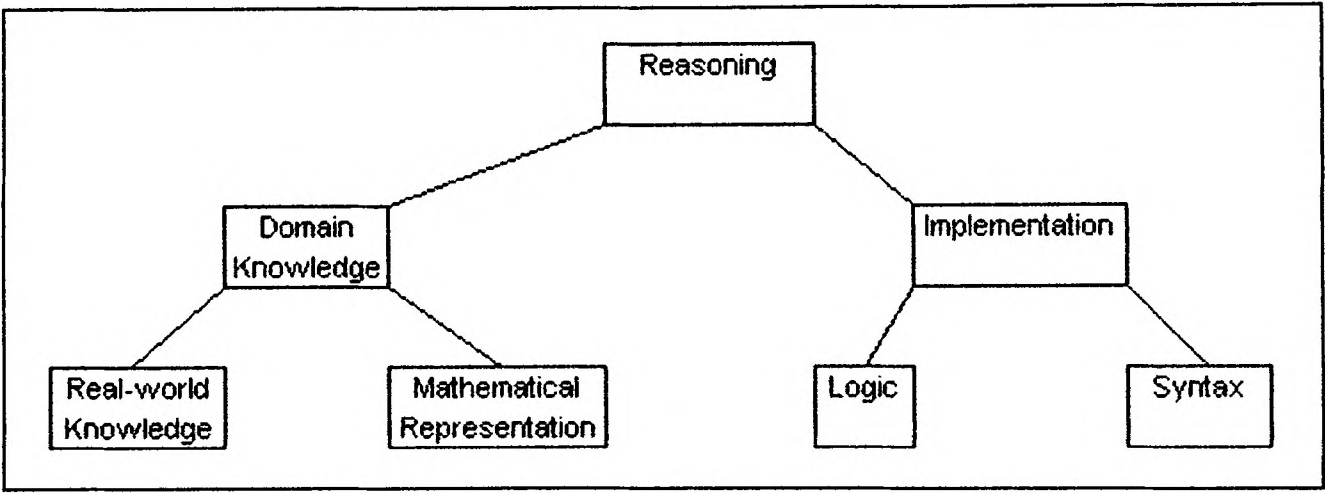 Reasoning
Domain
Knowledge
Implementation
Real-world
Knowledge
Mathematical
Representation
Logic
Syntax